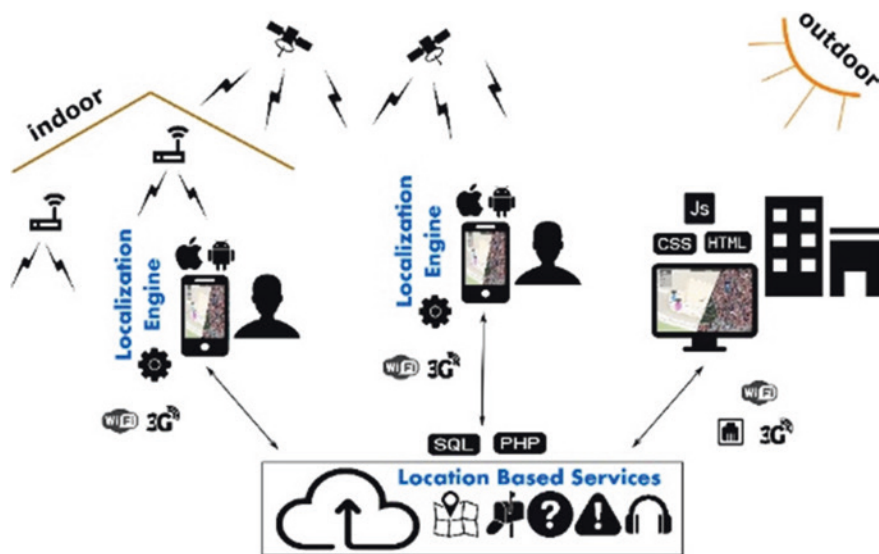 indoor
outdoor
Localization
Engine
Localization
Engine
Js
CSS HTML
WiFi 3G
WiFi 3G
WiFi
3G
SQL PHP
Location Based Services
?
!